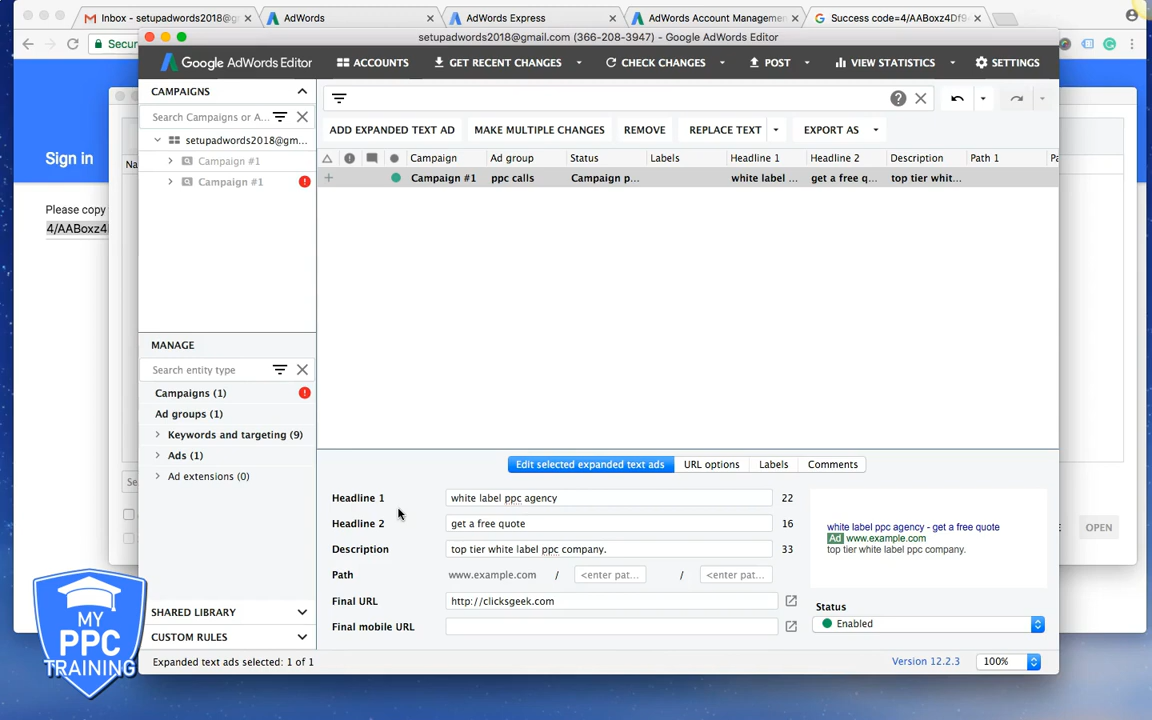 Inbox - setupadwords2018@g
AdWords
AdWords Express
AdWords Account Managemen
Success code=4/AABoxz4Df9
Secur
setupadwords2018@gmail.com (366-208-3947) - Google AdWords Editor
Google AdWords Editor
ACCOUNTS
GET RECENT CHANGES
CHECK CHANGES
POST
VIEW STATISTICS
SETTINGS
CAMPAIGNS
Search Campaigns or A...
ADD EXPANDED TEXT AD
MAKE MULTIPLE CHANGES
REMOVE
REPLACE TEXT
EXPORT AS
setupadwords2018@gm...
Campaign #1
Campaign #1
Campaign
Ad group
Status
Labels
Headline 1
Headline 2
Description
Path 1
Pa
Campaign #1
ppc calls
Campaign p...
white label ...
get a free q...
top tier whit...
Sign in
Na
Please copy
4/AABoxz4
MANAGE
Search entity type
Campaigns (1)
Ad groups (1)
Keywords and targeting (9)
Ads (1)
Ad extensions (0)
Se
Edit selected expanded text ads
URL options
Labels
Comments
Headline 1
white label ppc agency
22
Headline 2
get a free quote
16
Description
top tier white label ppc company.
33
Path
www.example.com
/
<enter pat...
/
<enter pat...
Final URL
http://clicksgeek.com
Final mobile URL
white label ppc agency - get a free quote
Ad www.example.com
top tier white label ppc company.
Status
Enabled
E
OPEN
SHARED LIBRARY
CUSTOM RULES
Expanded text ads selected: 1 of 1
Version 12.2.3
100%
MY
PPC
TRAINING